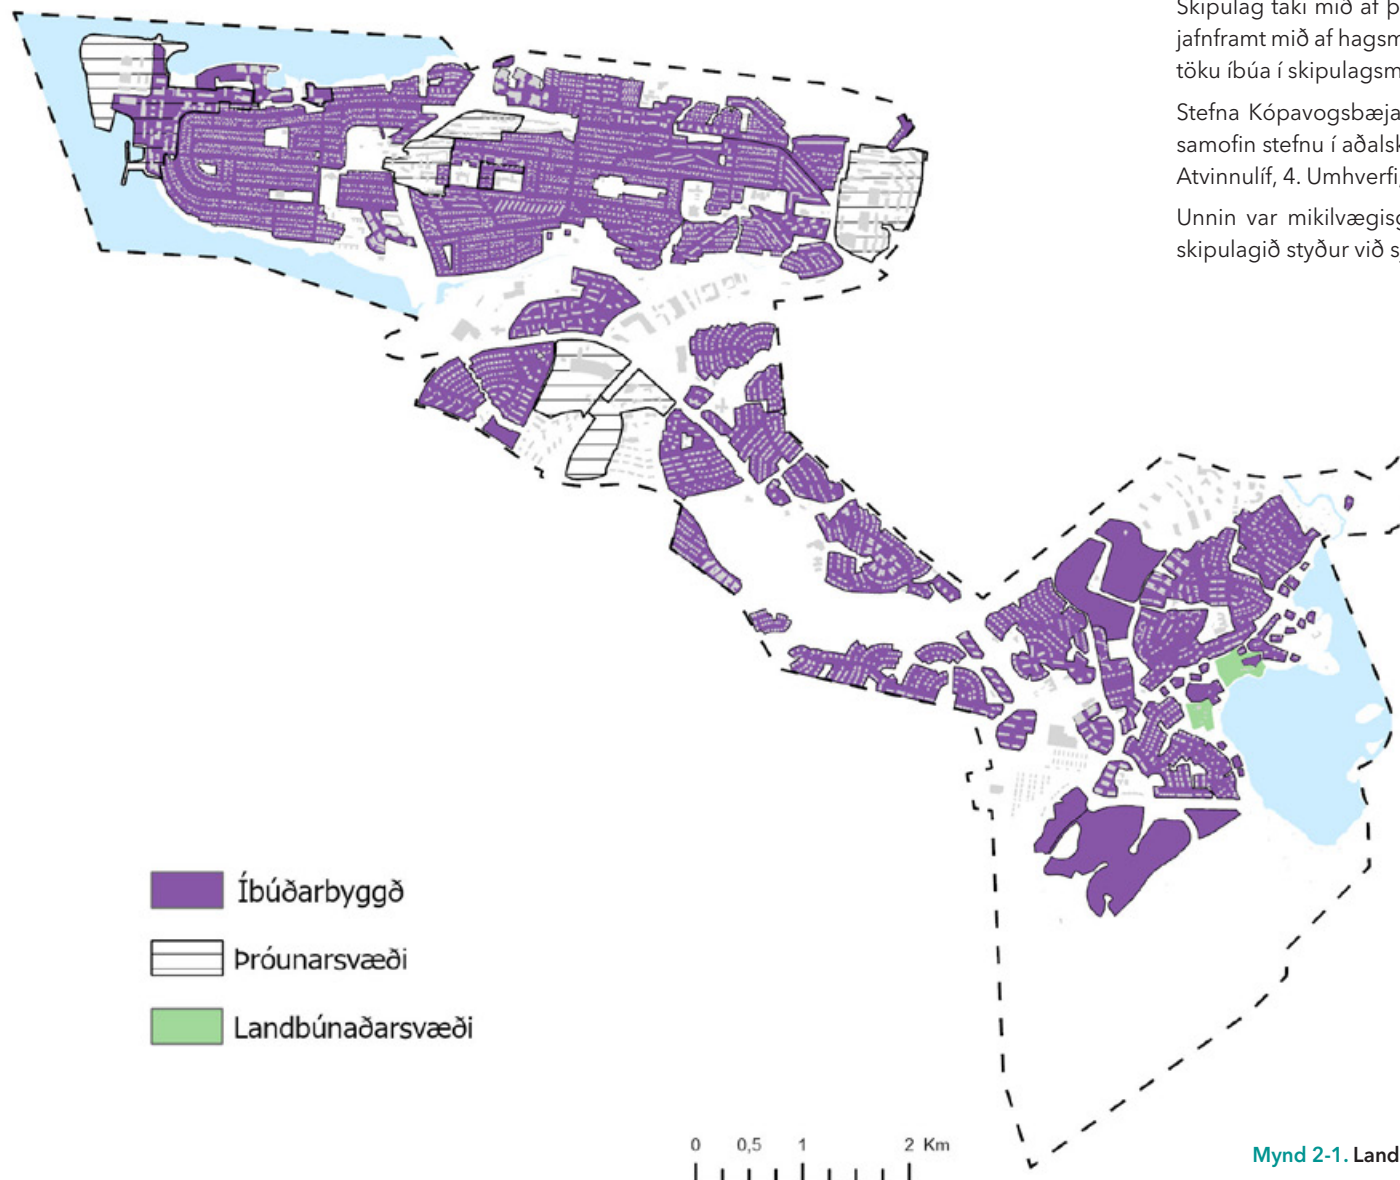 Skipulag taki mið af þ
jafnframt mið af hagsm
töku íbúa í skipulagsm
Stefna Kópavogsbæja
samofin stefnu í aðalsk
Atvinnulíf, 4. Umhverfi
Unnin var mikilvægisg
skipulagið styður við s
Íbúðarbyggð
Þróunarsvæði
Landbúnaðarsvæði
0 0,5 1 2 Km
Mynd 2-1. Land